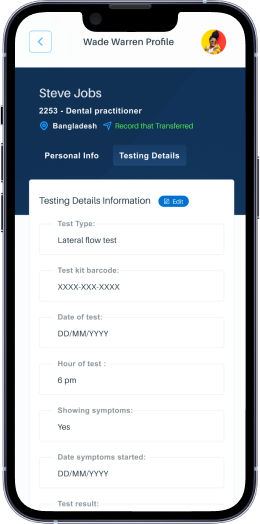 Wade Warren Profile
Steve Jobs
2253 - Dental practitioner
Bangladesh Record that Transferred
Personal Info Testing Details
Testing Details Information Edit
Test Type:
Lateral flow test
Test kit barcode:
XXXX-XXX-XXXX
Date of test:
DD/MM/YYYY
Hour of test :
6 pm
Showing symptoms:
Yes
Date symptoms started:
DD/MM/YYYY
Test result: